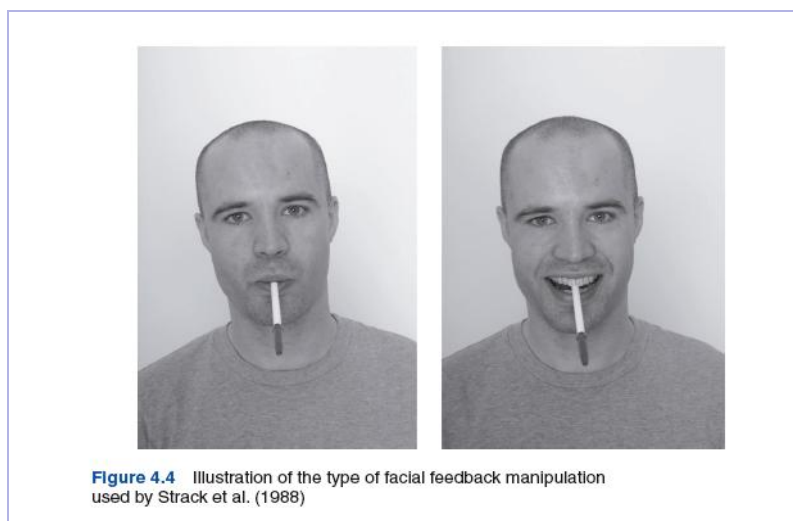 Figure 4.4 Illustration of the type of facial feedback manipulation
used by Strack et al. (1988)